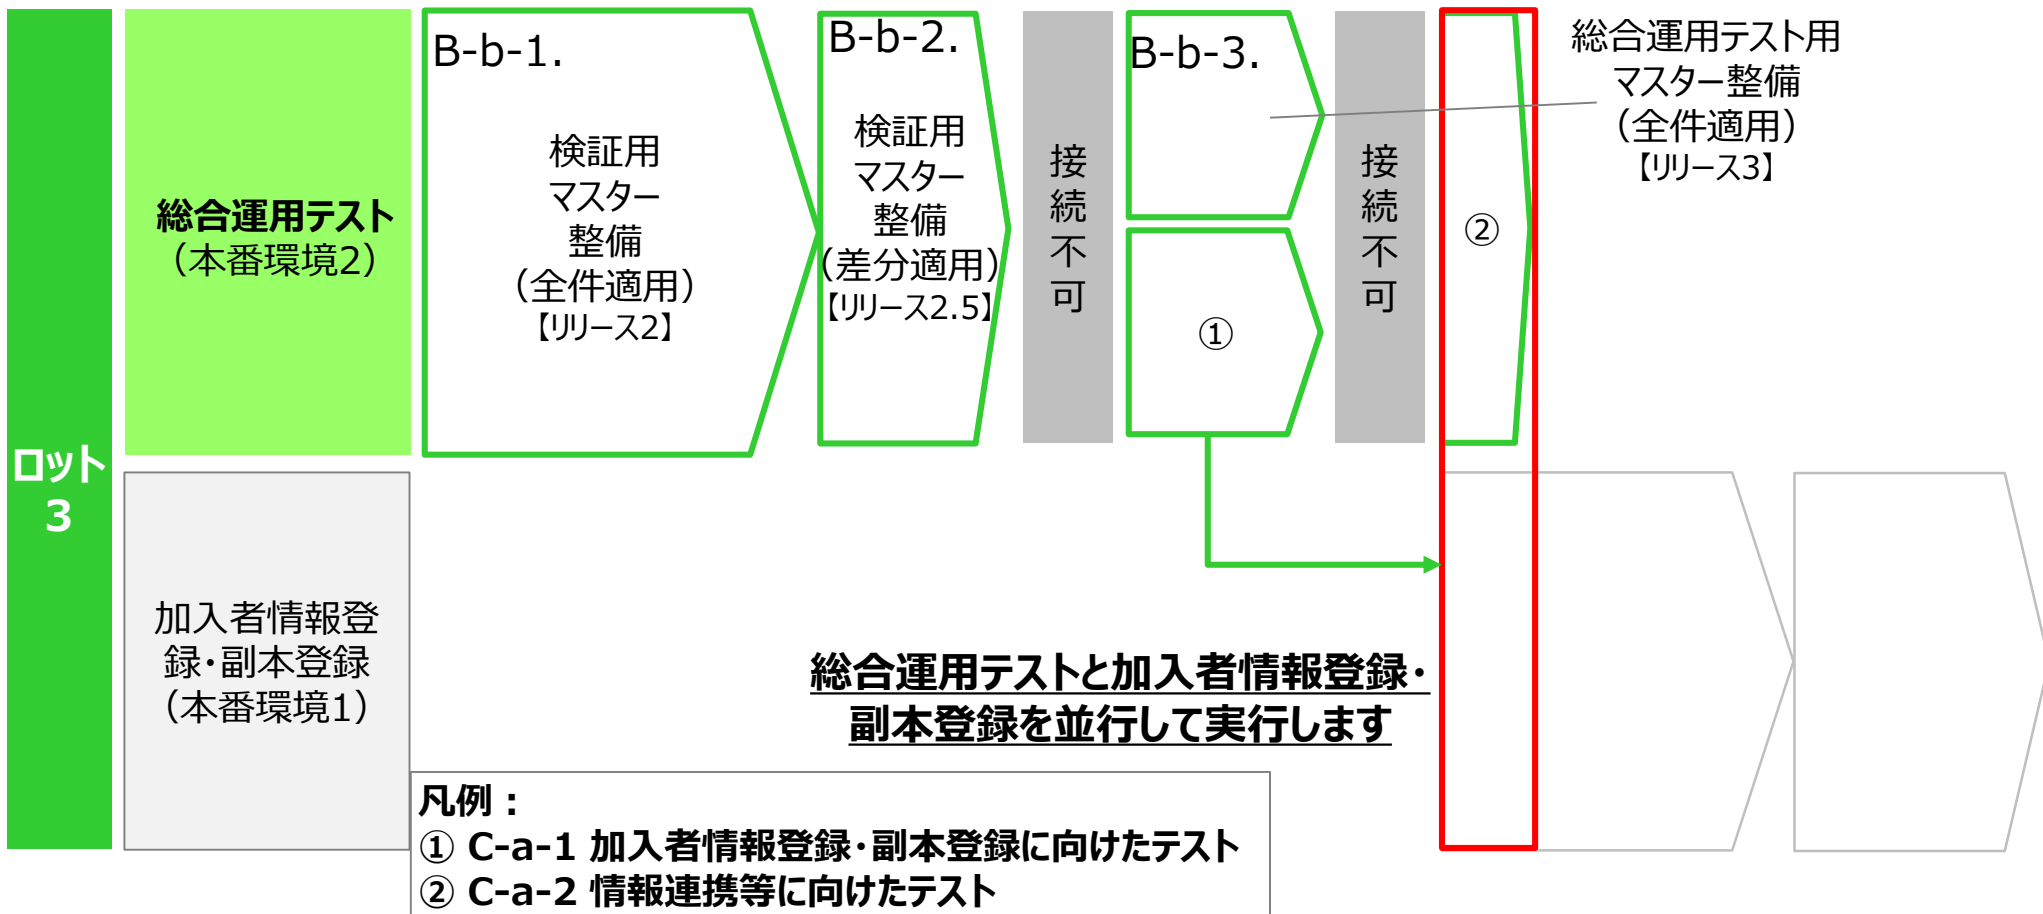 ロット
3
総合運用テスト
（本番環境2）
B-b-1.
検証用
マスター
整備
（全件適用）
【リリース2】
B-b-2.
検証用
マスター
整備
（差分適用）
【リリース2.5】
接
続
不
可
B-b-3.
①
接
続
不
可
②
総合運用テスト用
マスター整備
（全件適用）
【リリース3】
加入者情報登
録・副本登録
（本番環境1）
総合運用テストと加入者情報登録・
副本登録を並行して実行します
凡例：
① C-a-1 加入者情報登録・副本登録に向けたテスト
② C-a-2 情報連携等に向けたテスト